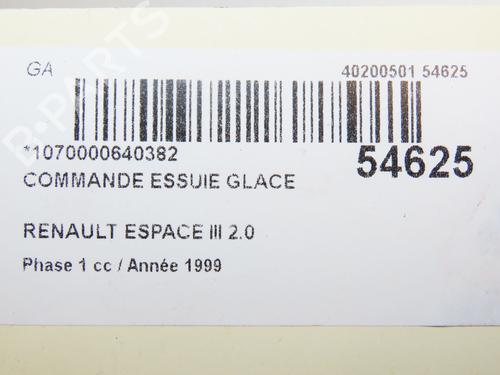 GA
40200501 54625
*1070000640382
54625
COMMANDE ESSUIE GLACE
RENAULT ESPACE III 2.0
Phase 1 cc / Année 1999
B-PARTS